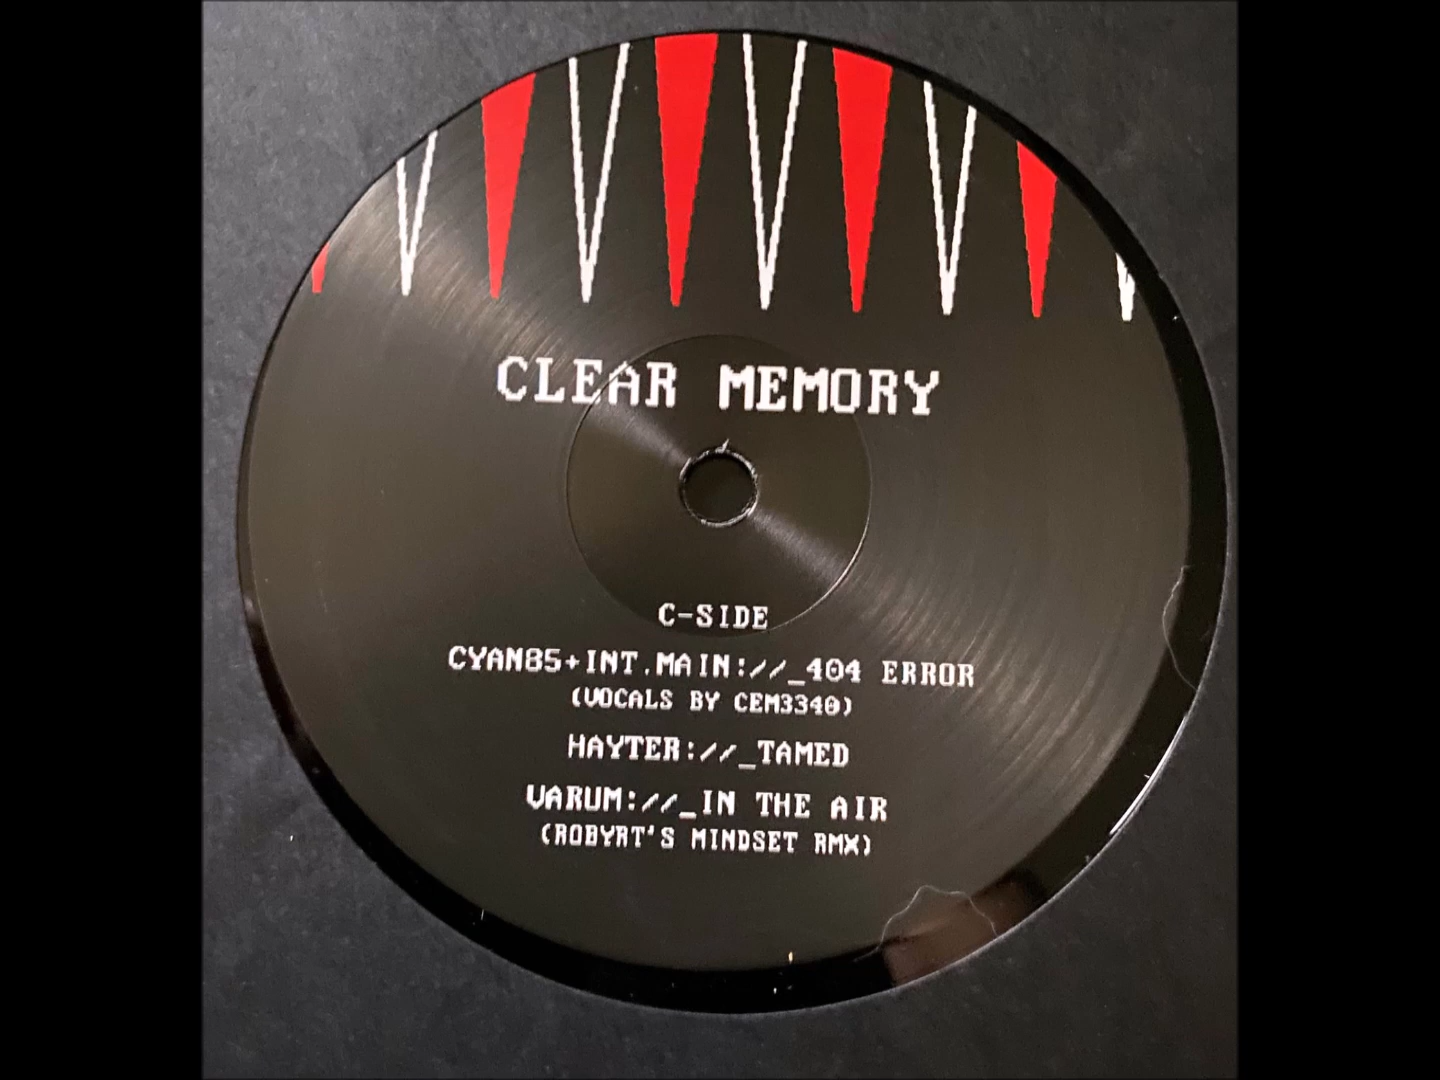 CLEAR MEMORY
C-SIDE
CYAN85+INT.MAIN://_404 ERROR
(VOCALS BY CEM3340)
HAYTER://_TAMED
VARUM://_IN THE AIR
(ROBYRT'S MINDSET RMX)